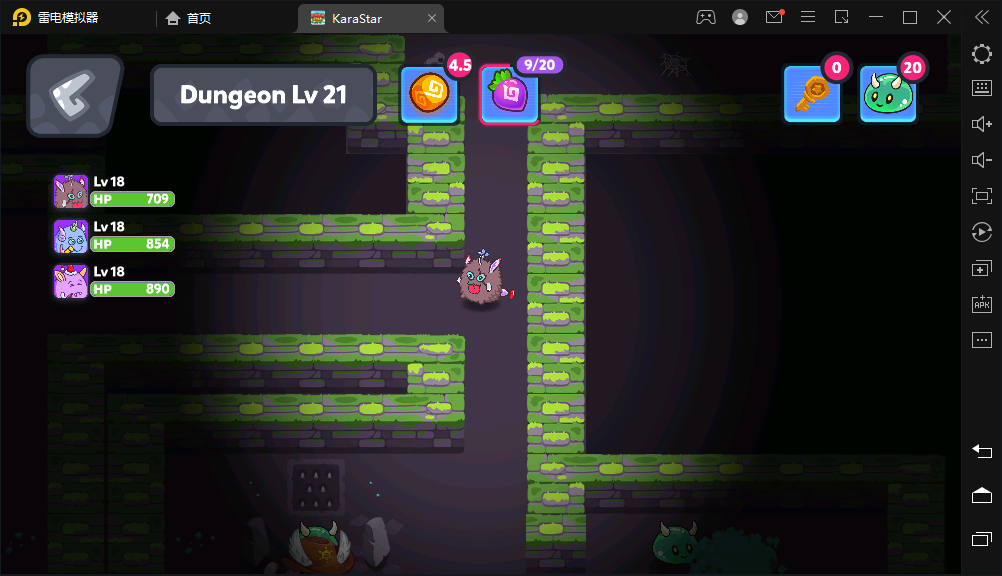 雷电模拟器
首页
KaraStar
Dungeon Lv 21
4.5
9/20
0
20
Lv 18
HP 709
Lv 18
HP 854
Lv 18
HP 890
APK